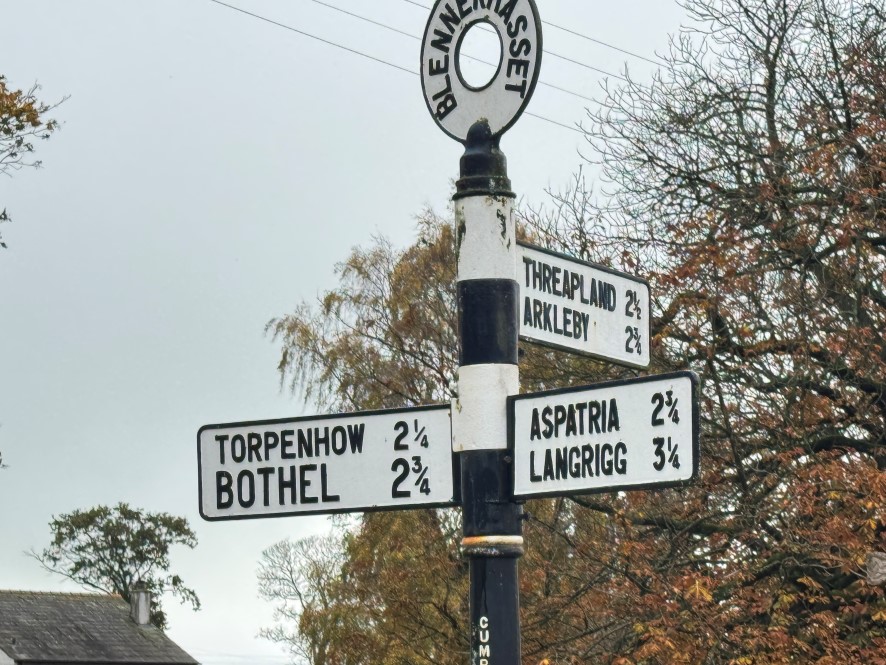 BLENNERHASSET
THREAPLAND 2½
ARKLEBY 2¾
TORPENHOW 2¼
BOTHEL 2¾
ASPATRIA 2¾
LANGRIGG 3¼